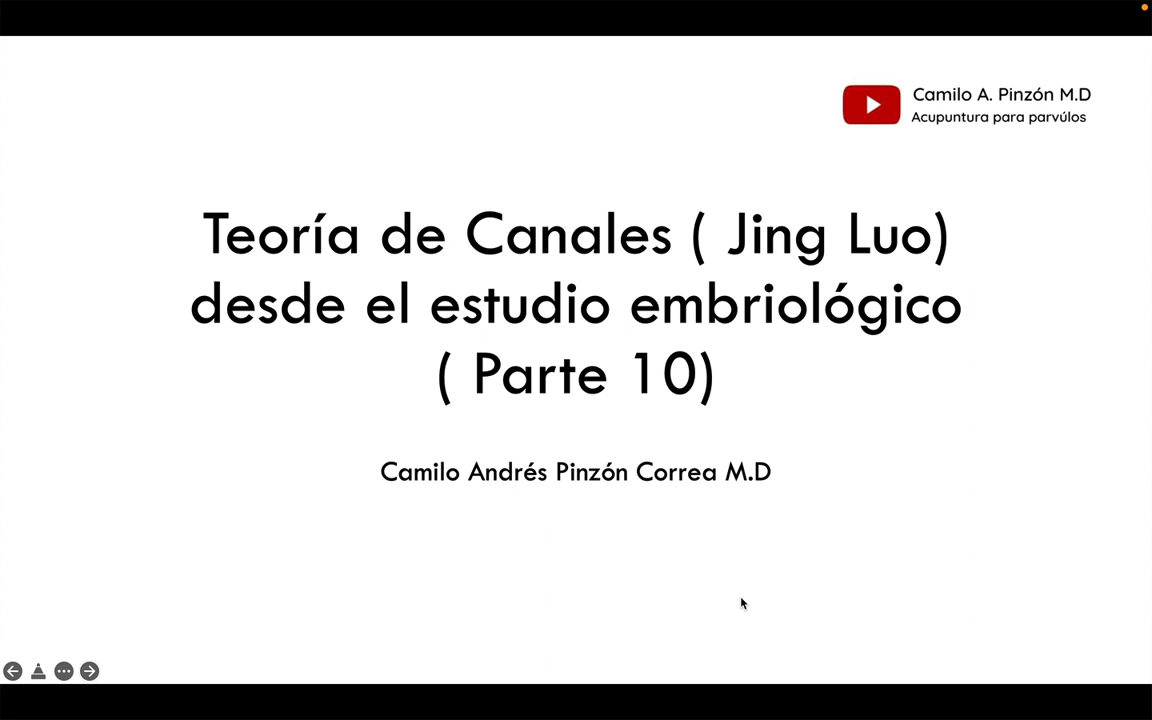 Camilo A. Pinzón M.D
Acupuntura para parvúlos
Teoría de Canales ( Jing Luo)
desde el estudio embriológico
( Parte 10)
Camilo Andrés Pinzón Correa M.D